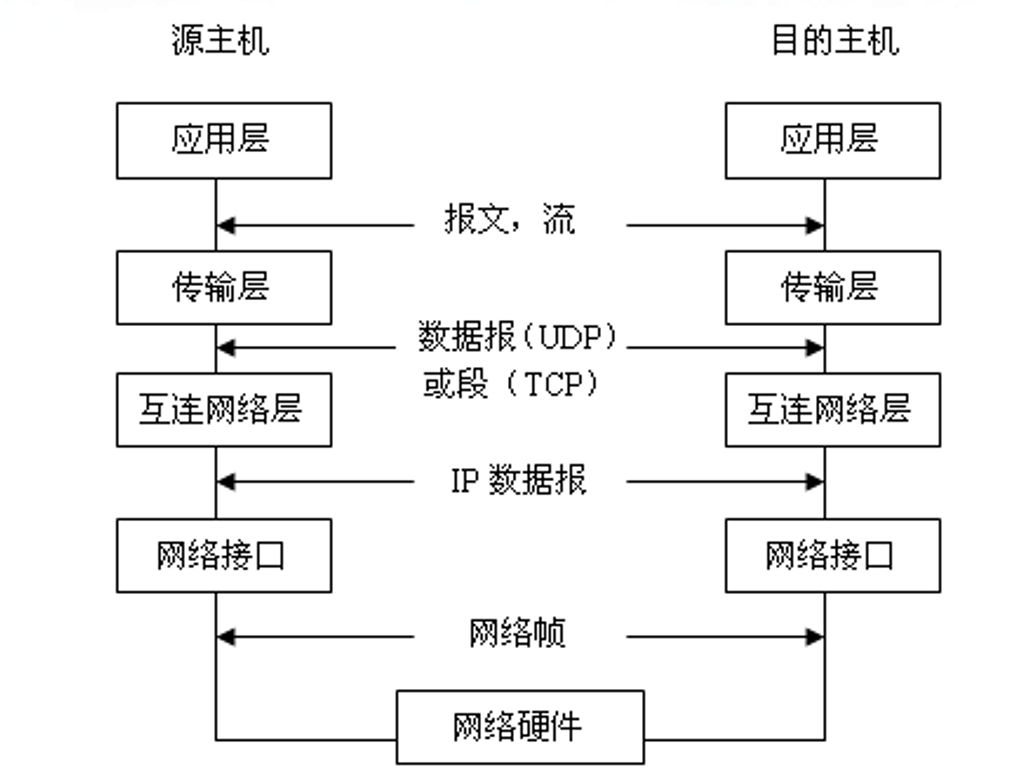 源主机 目的主机
应用层 应用层
报文，流
传输层 传输层
数据报(UDP)
或段（TCP）
互连网络层 互连网络层
IP 数据报
网络接口 网络接口
网络帧
网络硬件